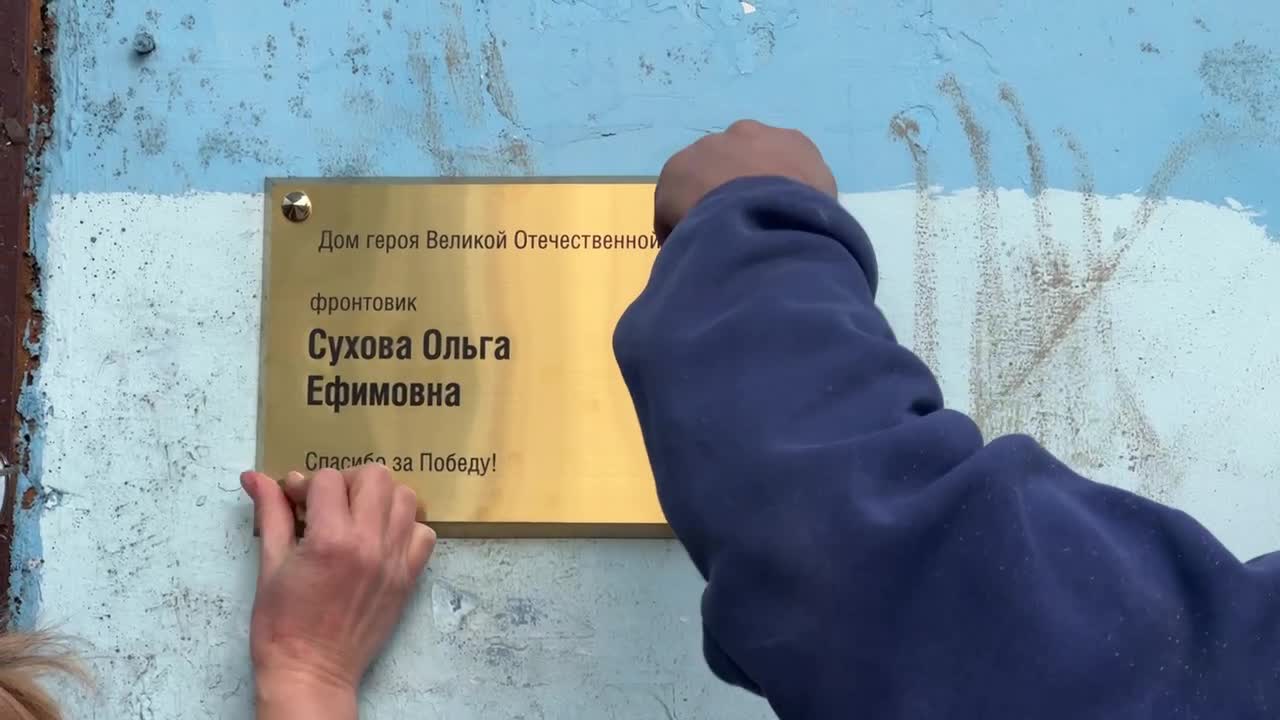 Дом героя Великой Отечественной
фронтовик
Сухова Ольга
Ефимовна
Спасибо за Победу!